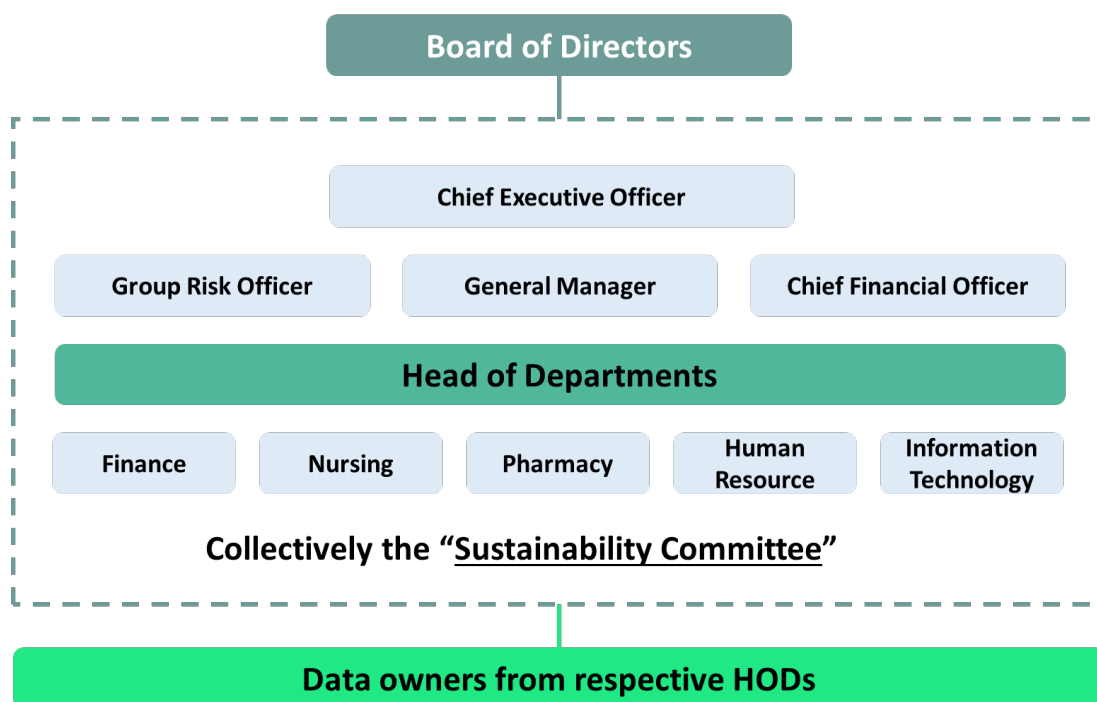 Board of Directors
Chief Executive Officer
Group Risk Officer
General Manager
Chief Financial Officer
Head of Departments
Finance
Nursing
Pharmacy
Human
Resource
Information
Technology
Collectively the “Sustainability Committee”
Data owners from respective HODs